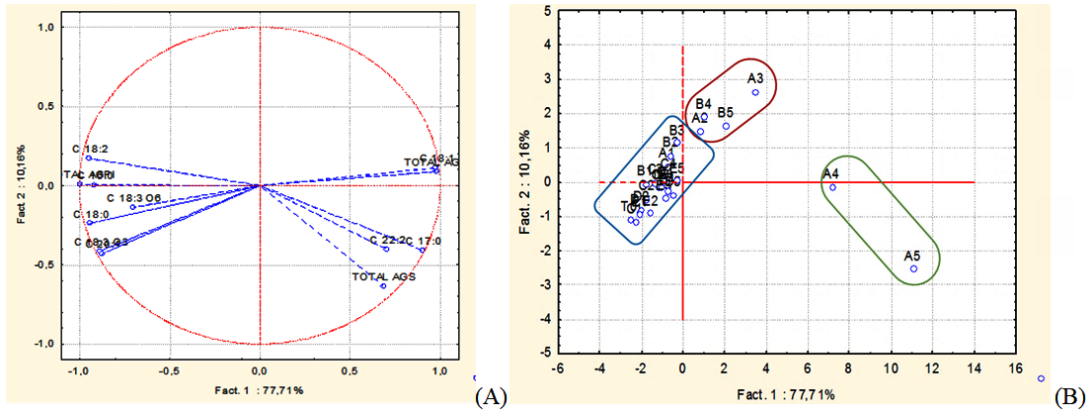 1,0
0,5
0,0
-0,5
-1,0
Fact. 2 : 10,16%
C 18:2
C 18:3 O6
C 18:0
C 18:1
TOTAL AG
C 22:2
C 17:0
TOTAL AGS
-1,0 -0,5 0,0 0,5 1,0
Fact. 1 : 77,71%
(A)
5
4
3
2
1
0
-1
-2
-3
-4
-5
Fact. 2 : 10,16%
A3
B4
B5
A2
B3
A1
B1
A4
A5
-6 -4 -2 0 2 4 6 8 10 12 14 16
Fact. 1 : 77,71%
(B)